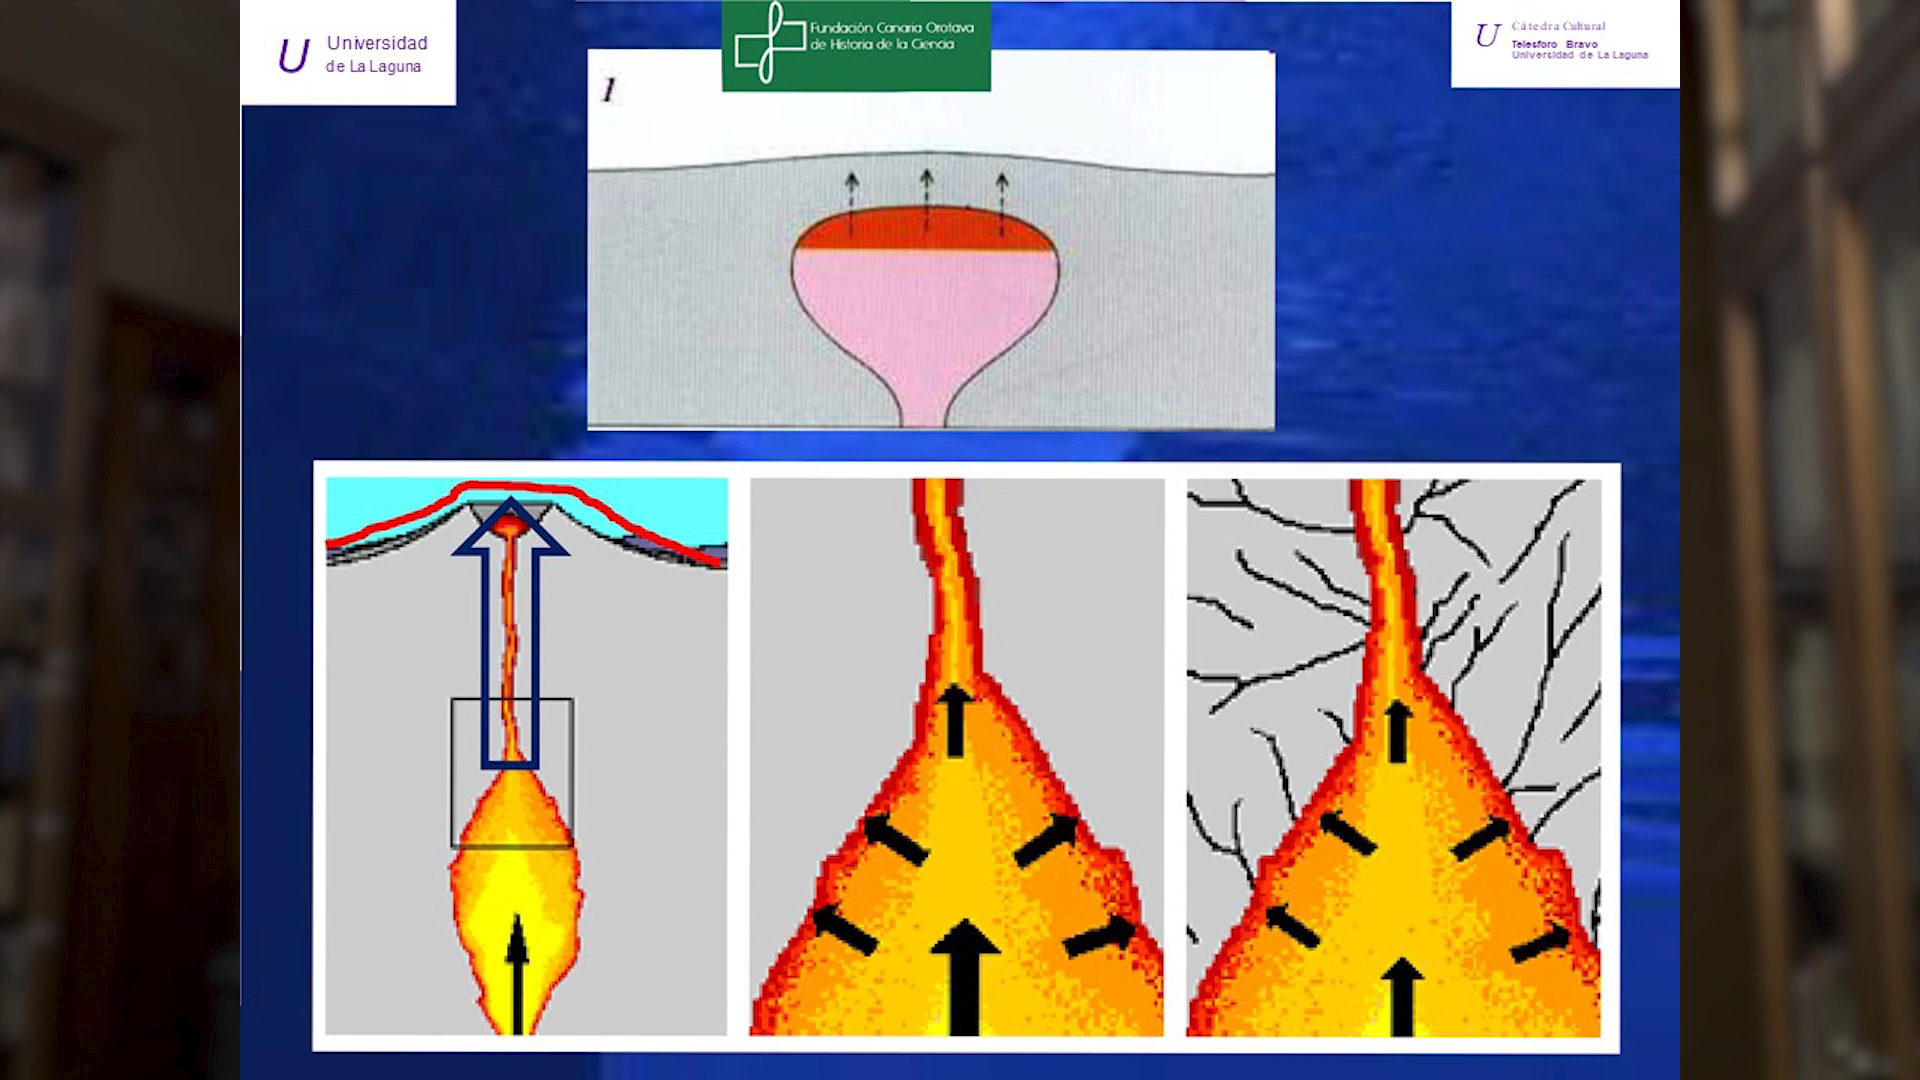 U Universidad
de La Laguna
Fundación Canaria Orotava
de Historia de la Ciencia
U Cátedra Cultural
Telesforo Bravo
Universidad de La Laguna
1